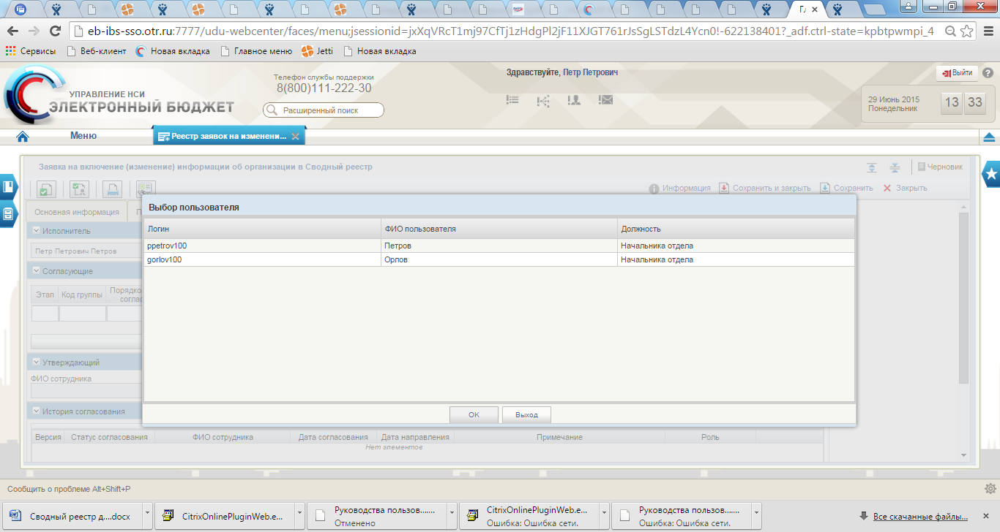 Гл
eb-ibs-sso.otr.ru:7777/udu-webcenter/faces/menu;jsessionid=jxXqVRcT1mj97CfTj1zHdgPl2jF11XJGT761rJsSgLSTdzL4Ycn0!-622138401?_adf.ctrl-state=kpbtpwmpi_4
Сервисы Веб-клиент Новая вкладка Главное меню Jetti Новая вкладка
УПРАВЛЕНИЕ НСИ
ЭЛЕКТРОННЫЙ БЮДЖЕТ
Телефон службы поддержки
8(800)111-222-30
Расширенный поиск
Здравствуйте, Петр Петрович
Выйти
29 Июнь 2015
Понедельник
13 33
Меню Реестр заявок на изменени...
Заявка на включение (изменение) информации об организации в Сводный реестр
Черновик
Информация Сохранить и закрыть Сохранить Закрыть
Основная информация П
Исполнитель
Петр Петрович Петров
Согласующие
Этап Код группы Порядко
соглас
Утверждающий
ФИО сотрудника
История согласования
Версия Статус согласования ФИО сотрудника Дата согласования Дата направления Примечание Роль
Нет элементов
Выбор пользователя
Логин ФИО пользователя Должность
ppetrov100 Петров Начальника отдела
gorlov100 Орлов Начальника отдела
OK Выход
Сообщить о проблеме Alt+Shift+P
Сводный реестр д....docx
CitrixOnlinePluginWeb.e...
Руководства пользов.......
Отменено
CitrixOnlinePluginWeb.e...
Ошибка: Ошибка сети.
Руководства пользов.......
Ошибка: Ошибка сети.
Все скачанные файлы...